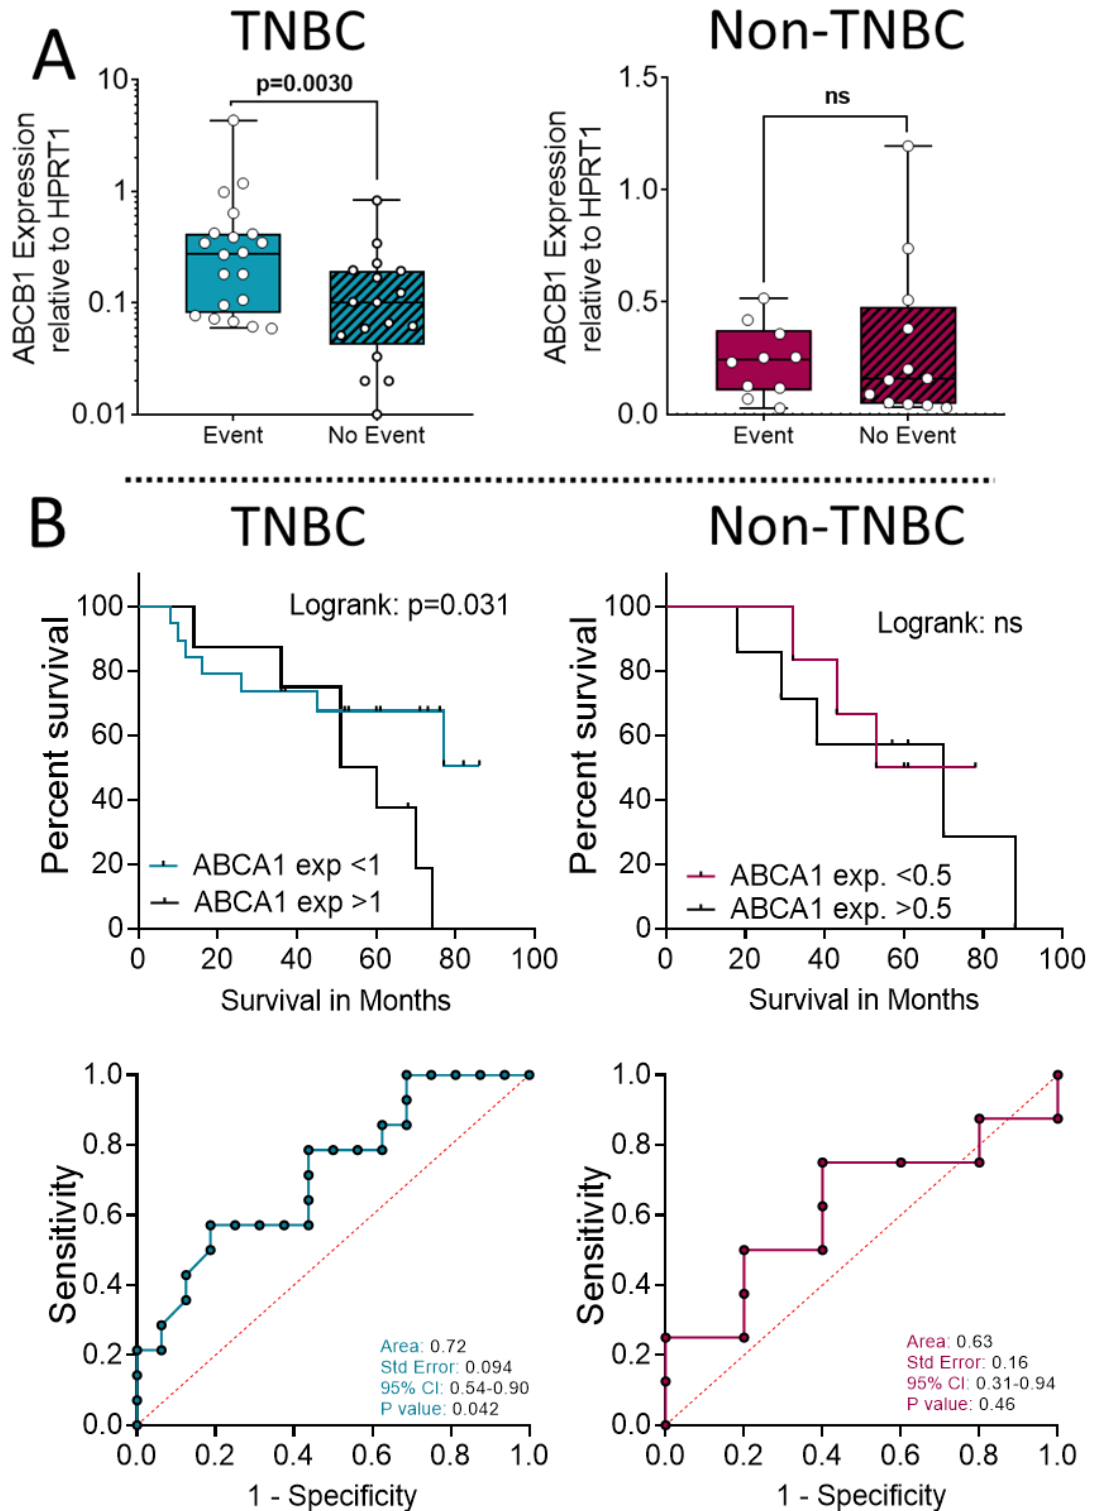 A
TNBC
Non-TNBC
ABCB1 Expression
relative to HPRT1
10
1
0.1
0.01
p=0.0030
Event
No Event
ABCB1 Expression
relative to HPRT1
1.5
1.0
0.5
0.0
ns
Event
No Event
B
TNBC
Non-TNBC
Percent survival
100
80
60
40
20
0
Logrank: p=0.031
ABCA1 exp <1
ABCA1 exp >1
0 20 40 60 80 100
Survival in Months
Percent survival
100
80
60
40
20
0
Logrank: ns
ABCA1 exp. <0.5
ABCA1 exp. >0.5
0 20 40 60 80 100
Survival in Months
Sensitivity
1.0
0.8
0.6
0.4
0.2
0.0
Area: 0.72
Std Error: 0.094
95% CI: 0.54-0.90
P value: 0.042
0.0 0.2 0.4 0.6 0.8 1.0
1 - Specificity
Sensitivity
1.0
0.8
0.6
0.4
0.2
0.0
Area: 0.63
Std Error: 0.16
95% CI: 0.31-0.94
P value: 0.46
0.0 0.2 0.4 0.6 0.8 1.0
1 - Specificity